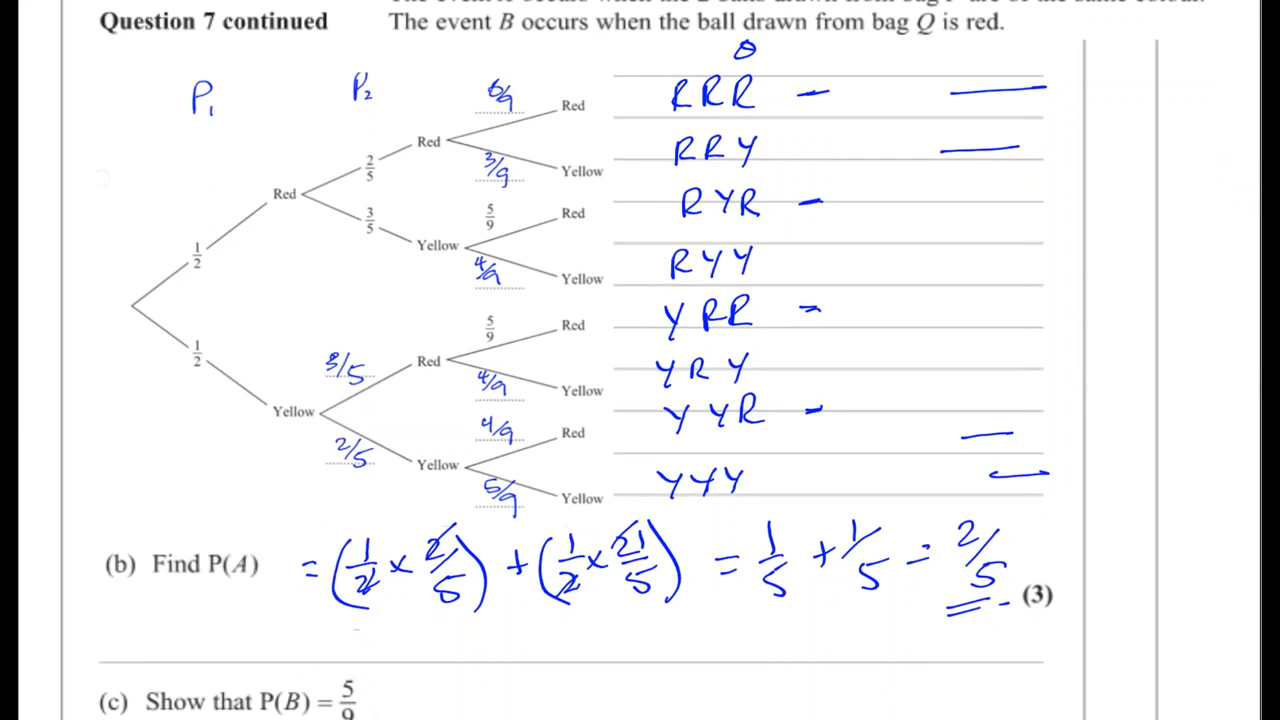 Question 7 continued
The event B occurs when the ball drawn from bag Q is red.
P1 P2 Q
6/9 Red RRR –
Red
2/5 3/9 Yellow RRY
Red
3/5 5/9 Red RYR –
Yellow
4/9 Yellow RYY
1/2
1/2
5/9 Red YRR –
3/5 Red
4/9 Yellow YRY
Yellow
4/9 Red YYR –
2/5 Yellow
5/9 Yellow YYY
(b) Find P(A) = (1/2 × 2/5) + (1/2 × 2/5) = 1/5 + 1/5 = 2/5
(3)
(c) Show that P(B) = 5/9